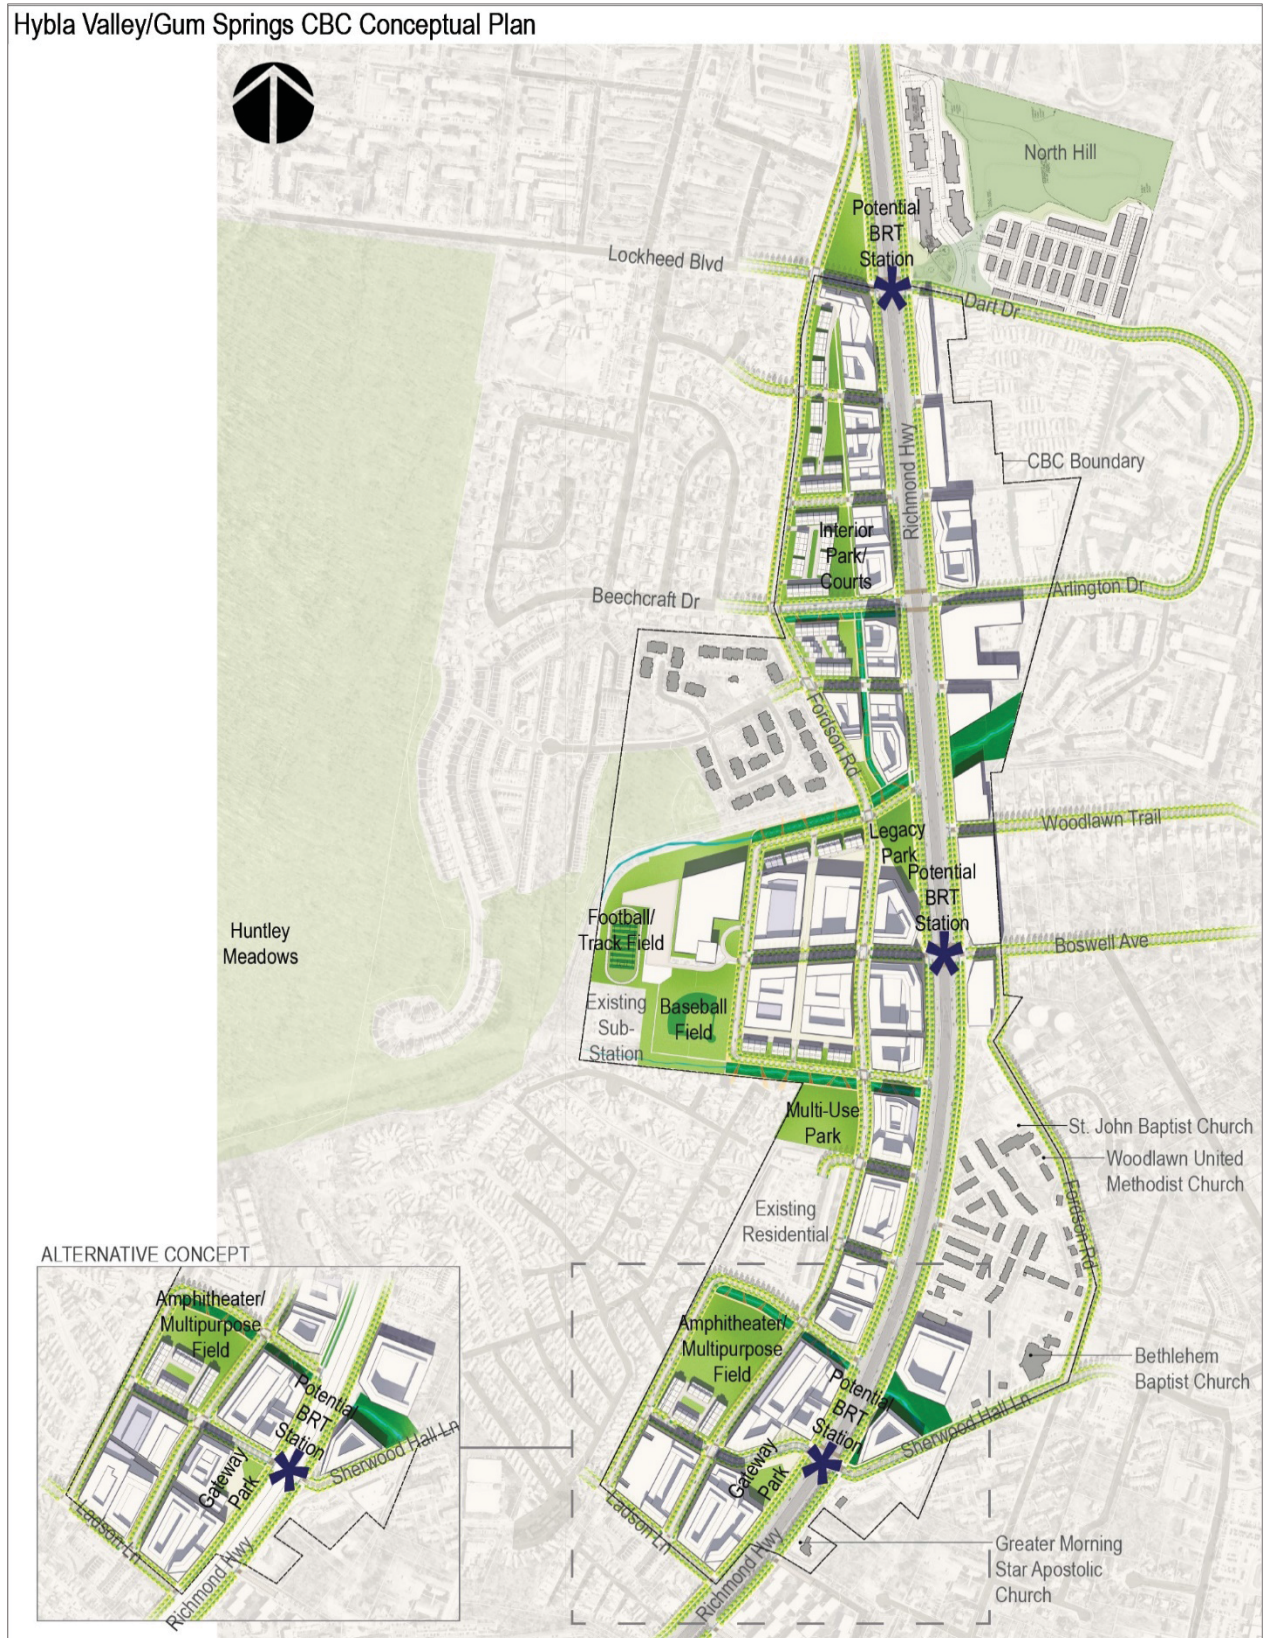 Hybla Valley/Gum Springs CBC Conceptual Plan
North Hill
Potential
BRT
Station
Lockheed Blvd
Dart Dr
Richmond Hwy
CBC Boundary
Interior
Park/
Courts
Beechcraft Dr
Arlington Dr
Fordson Rd
Legacy
Park
Woodlawn Trail
Potential
BRT
Station
Football/
Track Field
Huntley
Meadows
Boswell Ave
Existing
Sub-
Station
Baseball
Field
Multi-Use
Park
St. John Baptist Church
Woodlawn United
Methodist Church
Existing
Residential
Fordson Rd
ALTERNATIVE CONCEPT
Amphitheater/
Multipurpose
Field
Potential
BRT
Station
Gateway
Park
Sherwood Hall Ln
Ladson Ln
Richmond Hwy
Amphitheater/
Multipurpose
Field
Potential
BRT
Station
Bethlehem
Baptist Church
Sherwood Hall Ln
Gateway
Park
Ladson Ln
Richmond Hwy
Greater Morning
Star Apostolic
Church